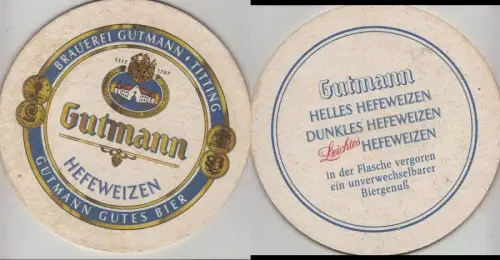 BRAUEREI GUTMANN • TITTING
SEIT 1707
Gutmann
HEFEWEIZEN
GUTMANN GUTES BIER
Gutmann
HELLES HEFEWEIZEN
DUNKLES HEFEWEIZEN
Leichtes HEFEWEIZEN
in der Flasche vergoren
ein unverwechselbarer
Biergenuß